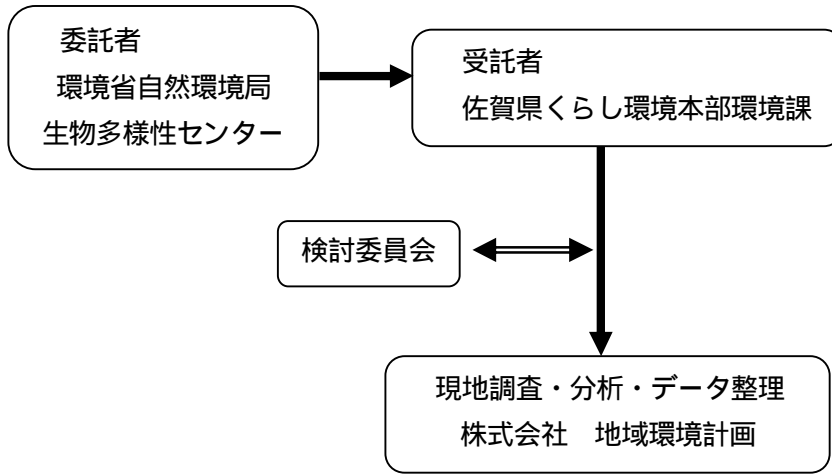 委託者
環境省自然環境局
生物多様性センター
受託者
佐賀県くらし環境本部環境課
検討委員会
現地調査・分析・データ整理
株式会社　地域環境計画